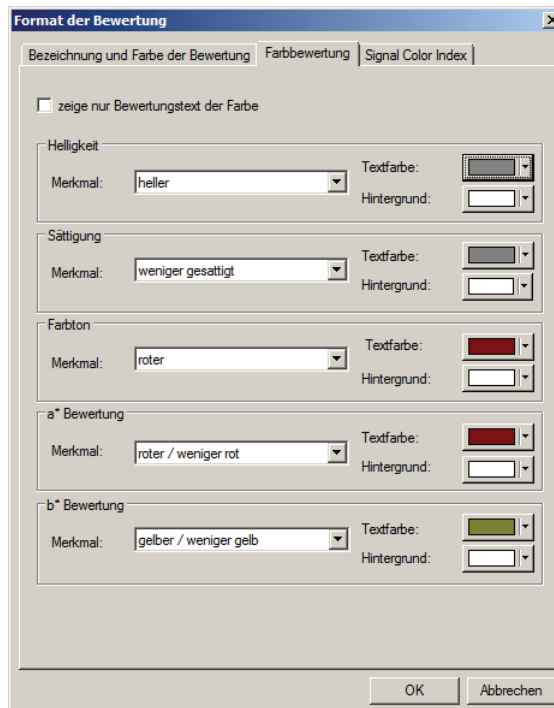 Format der Bewertung
Bezeichnung und Farbe der Bewertung Farbbewertung Signal Color Index
zeige nur Bewertungstext der Farbe
Helligkeit
Merkmal: heller Textfarbe:
Hintergrund:
Sättigung
Merkmal: weniger gesattigt Textfarbe:
Hintergrund:
Farbton
Merkmal: roter Textfarbe:
Hintergrund:
a* Bewertung
Merkmal: roter / weniger rot Textfarbe:
Hintergrund:
b* Bewertung
Merkmal: gelber / weniger gelb Textfarbe:
Hintergrund:
OK Abbrechen